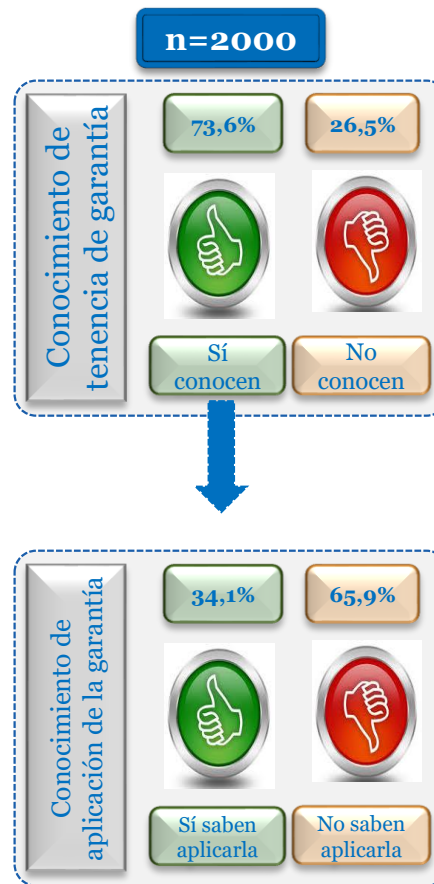 n=2000
Conocimiento de
tenencia de garantía
73,6%
26,5%
Sí
conocen
No
conocen
Conocimiento de
aplicación de la garantía
34,1%
65,9%
Sí saben
aplicarla
No saben
aplicarla